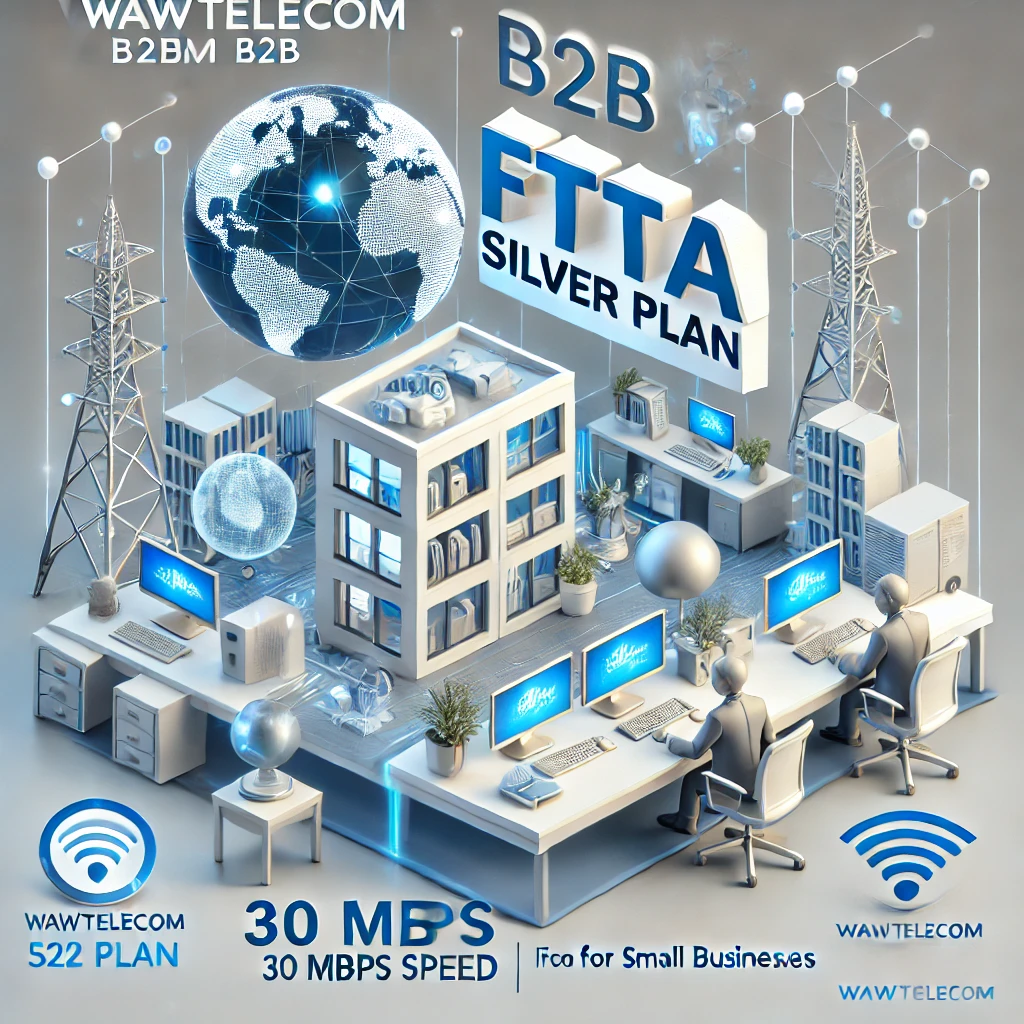 WAWTELECOM
B2BM B2B
B2B
FTTA
SILVER PLAN
WAWTELECOM
522 PLAN
30 MBPS
30 MBPS SPEED
Fco for Small Businesves
WAWTELECOM
WAWTELECOM